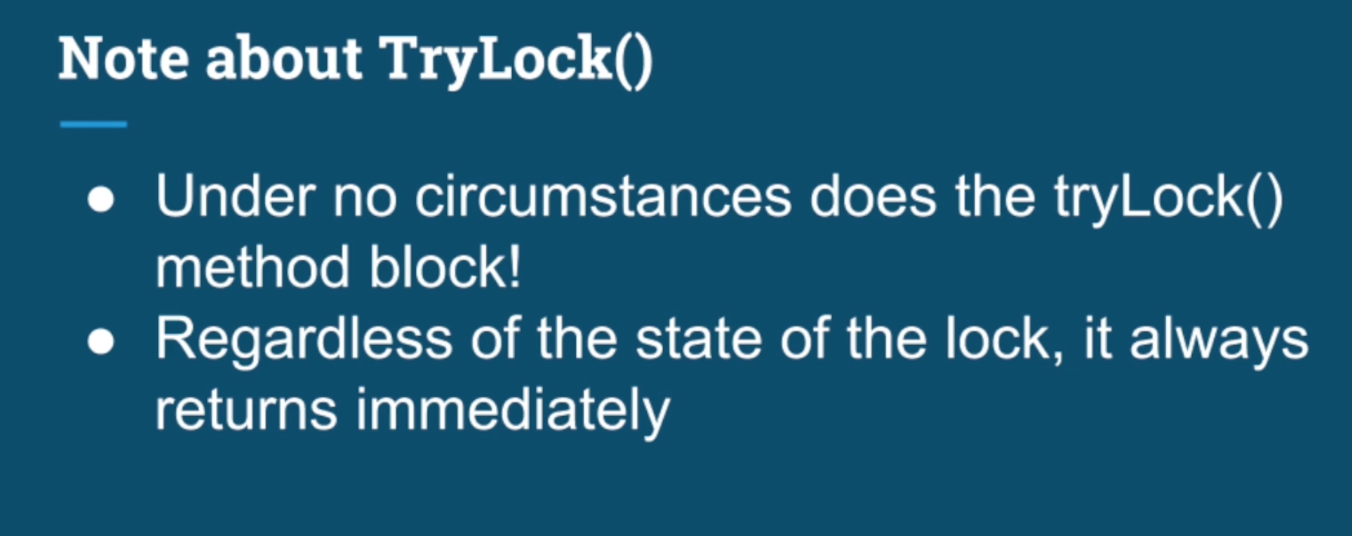 Note about TryLock()
● Under no circumstances does the tryLock()
method block!
● Regardless of the state of the lock, it always
returns immediately